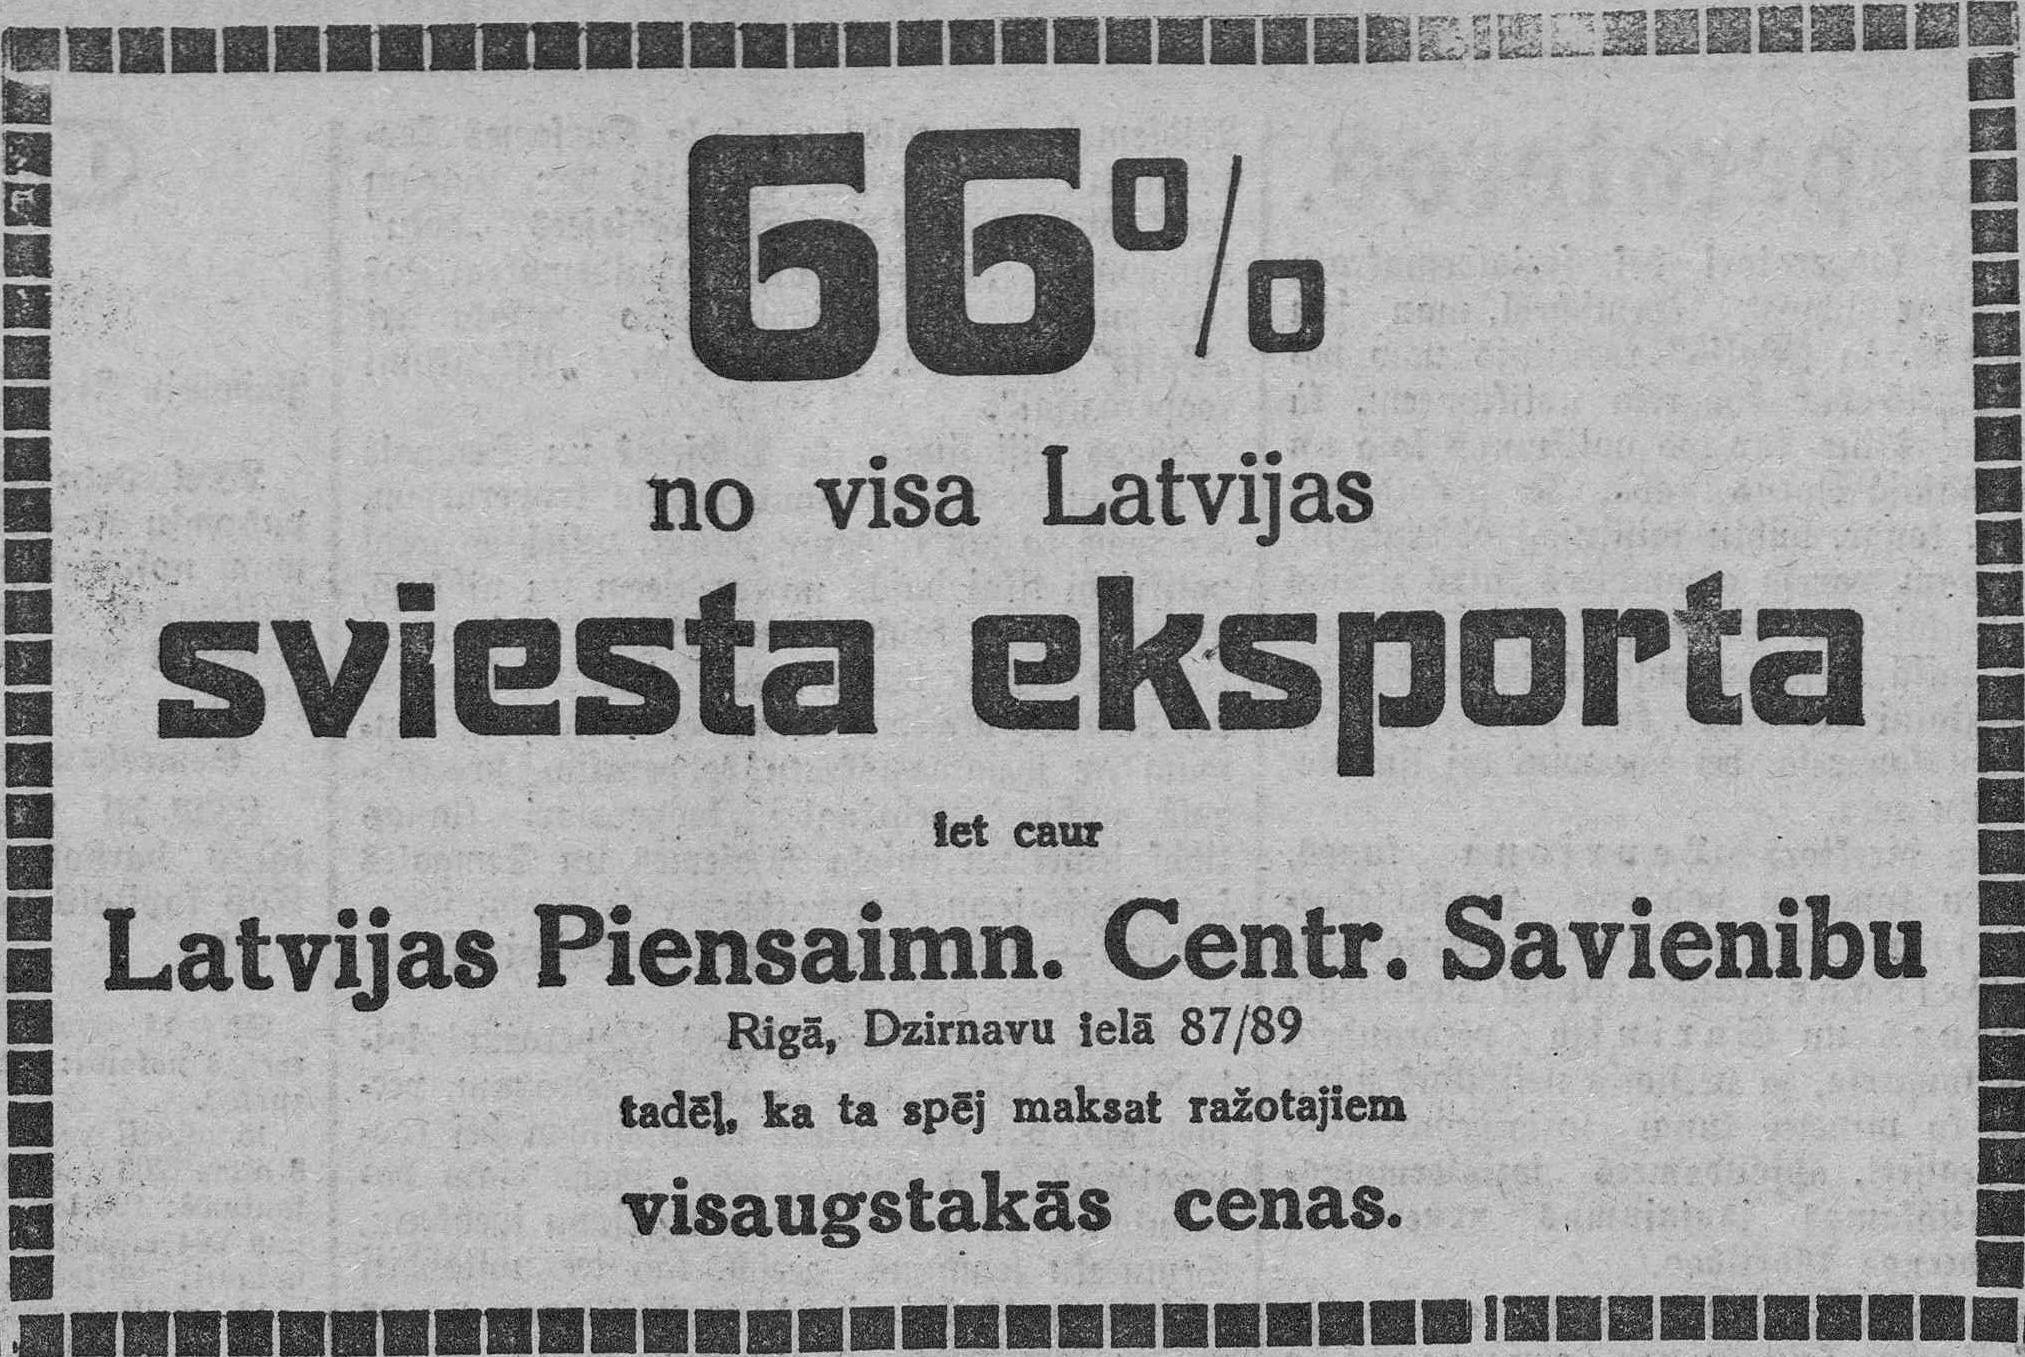 66%
no visa Latvijas
sviesta eksporta
iet caur
Latvijas Piensaimn. Centr. Savienibu
Rigā, Dzirnavu ielā 87/89
tadēļ, ka ta spēj maksat ražotajiem
visaugstakās cenas.